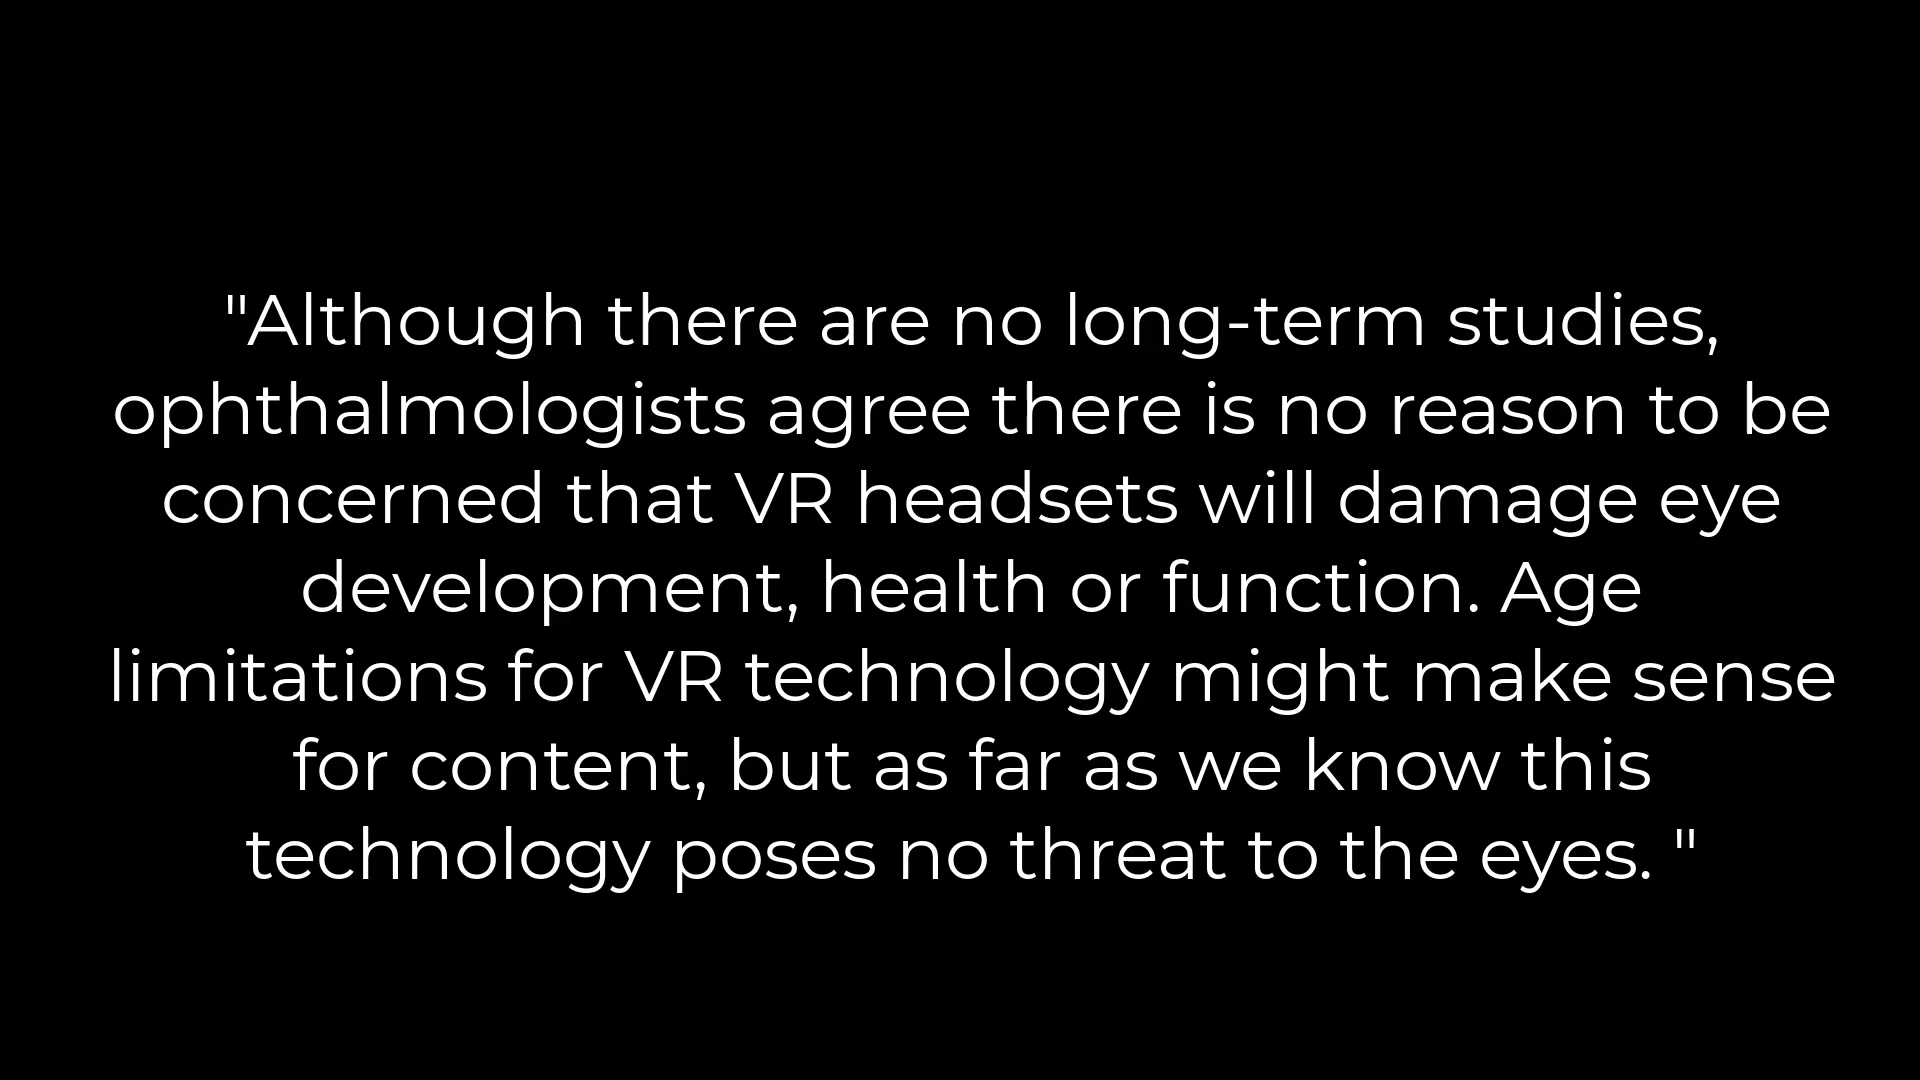 "Although there are no long-term studies,
ophthalmologists agree there is no reason to be
concerned that VR headsets will damage eye
development, health or function. Age
limitations for VR technology might make sense
for content, but as far as we know this
technology poses no threat to the eyes. "